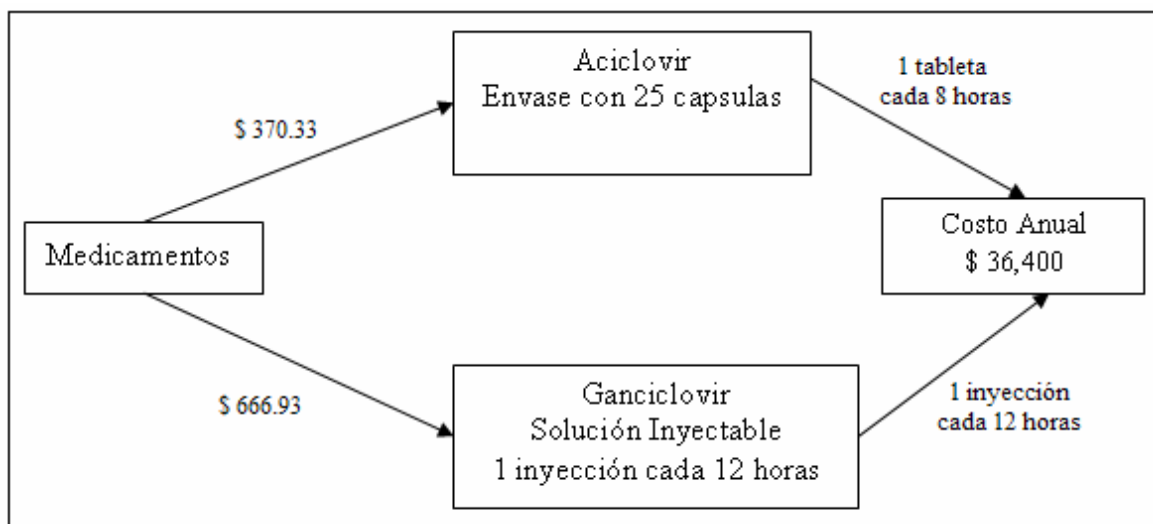 Aciclovir
Envase con 25 capsulas
1 tableta
cada 8 horas
$ 370.33
Medicamentos
Costo Anual
$ 36,400
$ 666.93
Ganciclovir
Solución Inyectable
1 inyección cada 12 horas
1 inyección
cada 12 horas